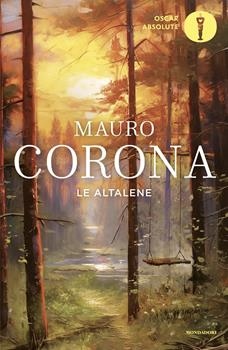 OSCAR
ABSOLUTE
MAURO
CORONA
LE ALTALENE
MONDADORI